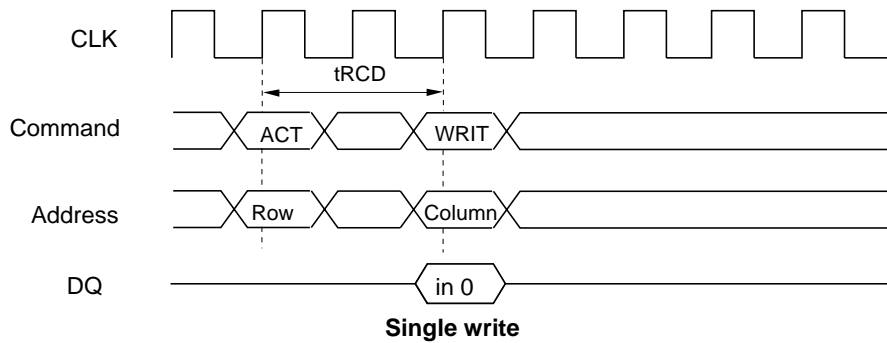 CLK
tRCD
Command
ACT
WRIT
Address
Row
Column
DQ
in 0
Single write